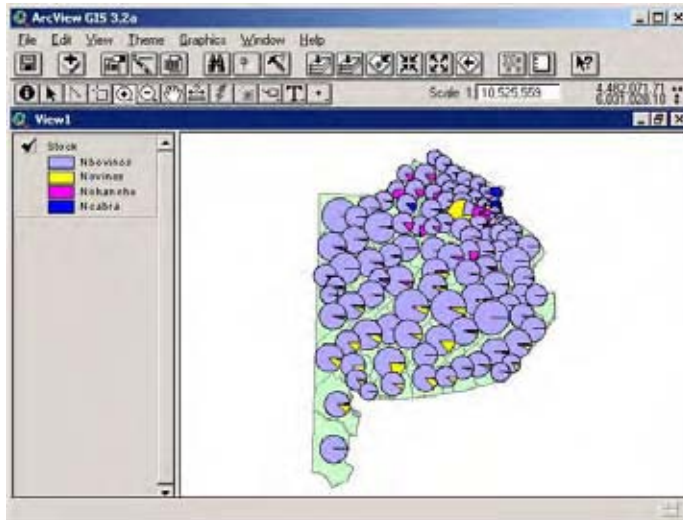 ArcView GIS 3.2a
File Edit View Theme Graphics Window Help
Scale 1: 10,525,559
View1
Stock
Nbovinos
Novinos
Ncabra